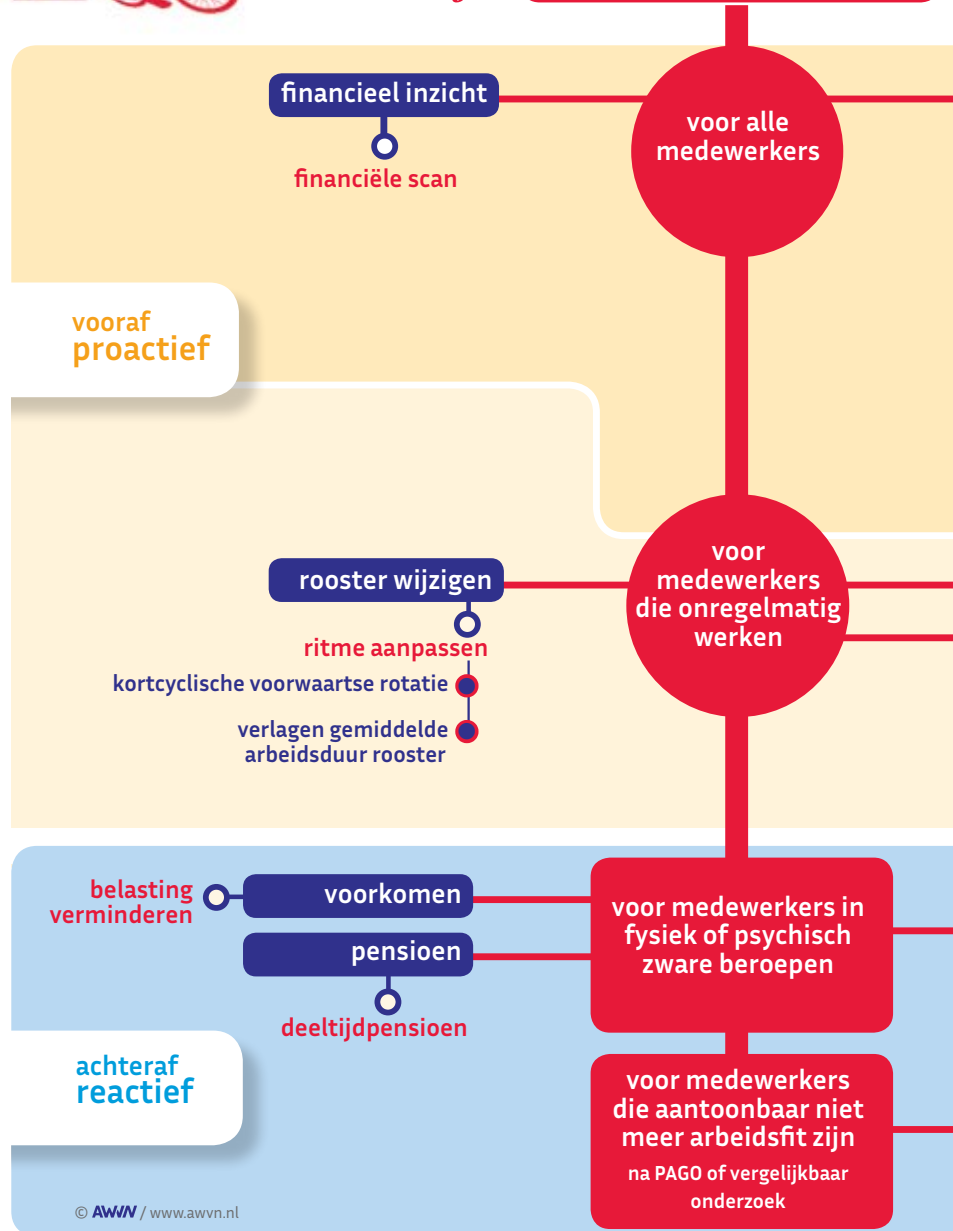 financieel inzicht
financiële scan
voor alle
medewerkers
vooraf
proactief
rooster wijzigen
ritme aanpassen
kortcyclische voorwaartse rotatie
verlagen gemiddelde
arbeidsduur rooster
voor
medewerkers
die onregelmatig
werken
belasting
verminderen
voorkomen
pensioen
deeltijdpensioen
voor medewerkers in
fysiek of psychisch
zware beroepen
achteraf
reactief
voor medewerkers
die aantoonbaar niet
meer arbeidsfit zijn
na PAGO of vergelijkbaar
onderzoek
© AWVN / www.awvn.nl